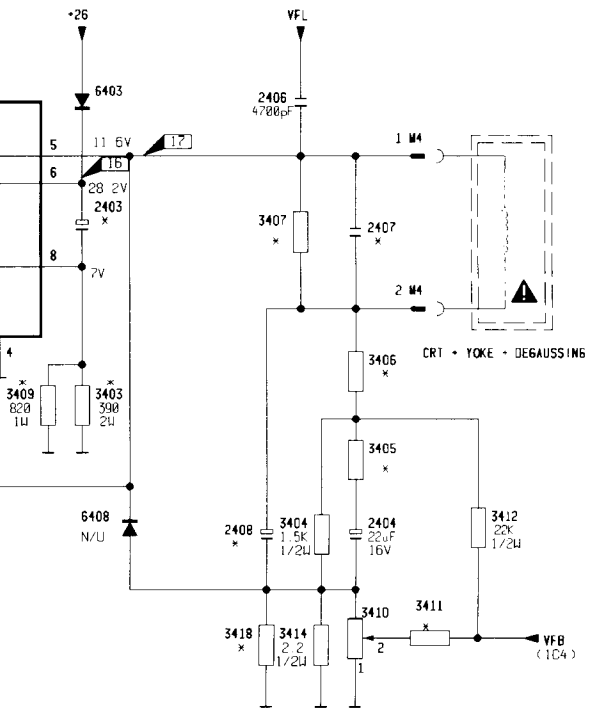 +26
VFL
6403
2406
4700pF
5
11 6V
17
1 M4
16
6
28 2V
2403
*
3407
*
2407
*
8
7V
2 M4
4
CRT + YOKE + DEGAUSSING
3406
*
*
3409
820
1W
*
3403
390
2W
3405
*
6408
N/U
2408
*
3404
1.5K
1/2W
2404
22uF
16V
3412
22K
1/2W
3418
*
3414
2.2
1/2W
3410
2
1
3411
*
VFB
(1C4)